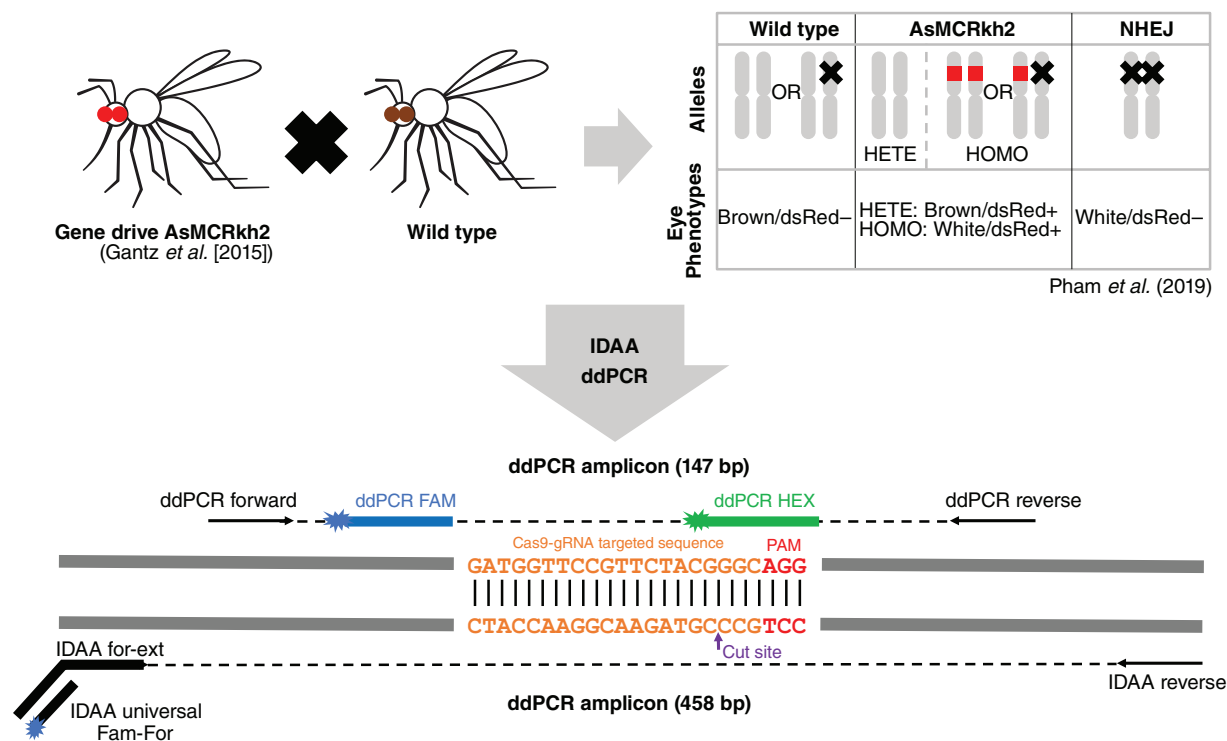 Gene drive AsMCRkh2
(Gantz et al. [2015])
Wild type
Wild type
AsMCRkh2
NHEJ
Alleles
OR
OR
HETE
HOMO
Eye
Phenotypes
Brown/dsRed–
HETE: Brown/dsRed+
HOMO: White/dsRed+
White/dsRed–
Pham et al. (2019)
IDAA
ddPCR
ddPCR amplicon (147 bp)
ddPCR forward
ddPCR FAM
ddPCR HEX
ddPCR reverse
Cas9-gRNA targeted sequence
PAM
GATGGTTCCGTTCTACGGGCAGG
CTACCAAGGCAAGATGCCCGTCC
Cut site
IDAA for-ext
IDAA reverse
IDAA universal
Fam-For
ddPCR amplicon (458 bp)